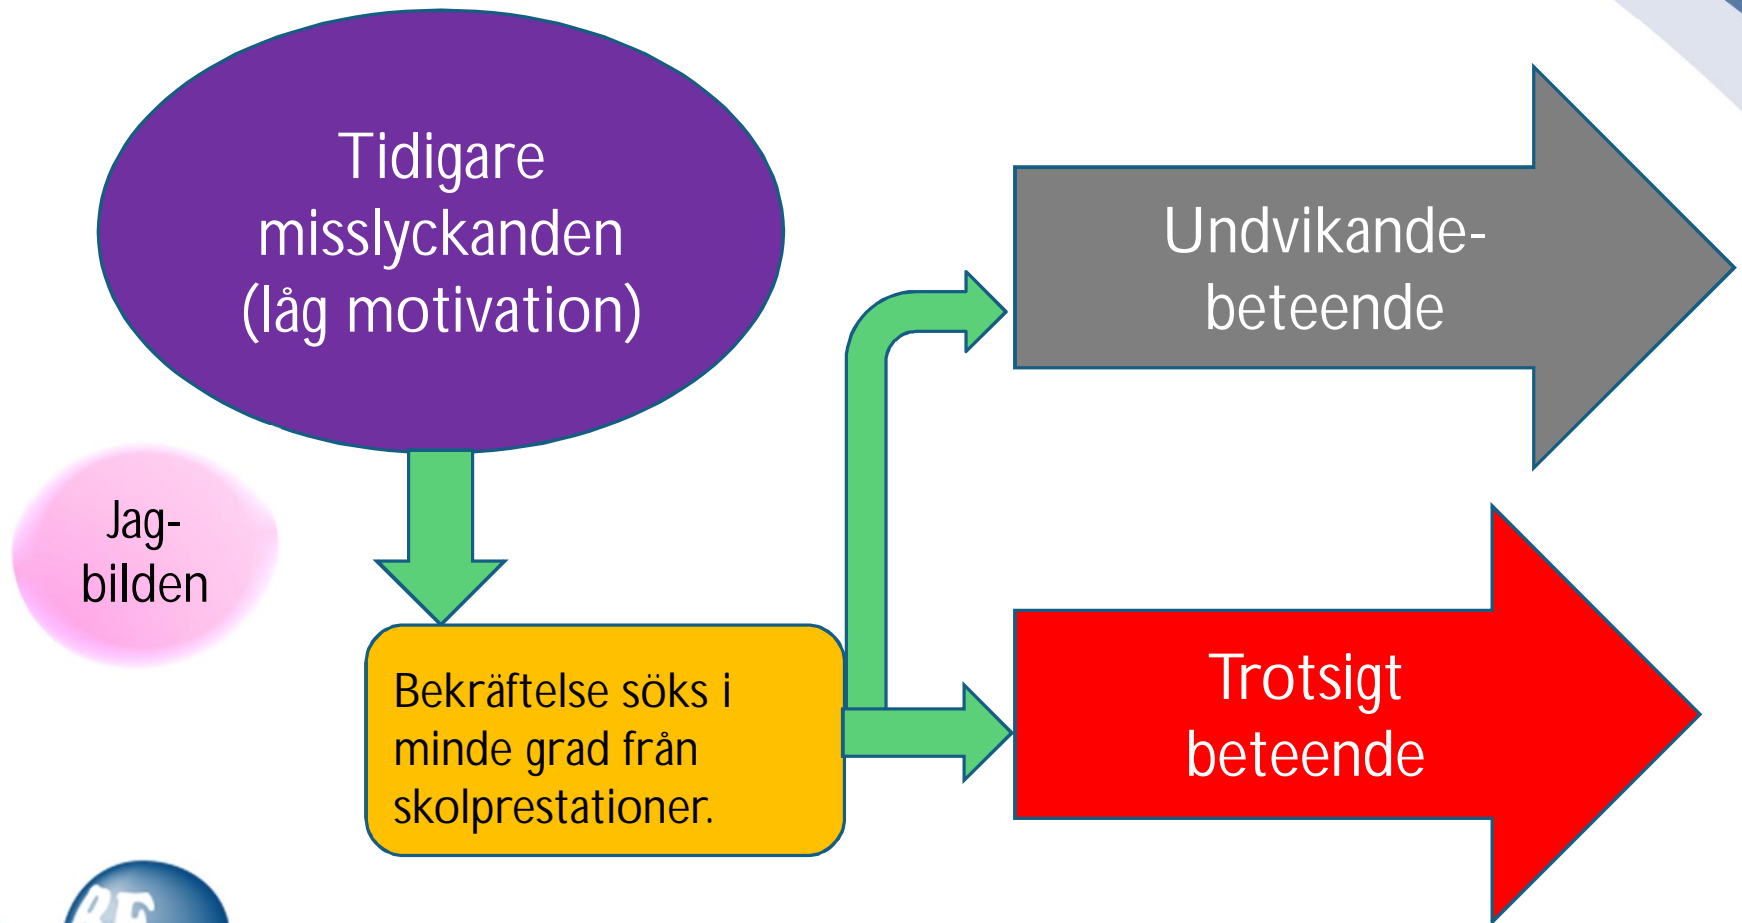 Tidigare
misslyckanden
(låg motivation)
Undvikande-
beteende
Jag-
bilden
Bekräftelse söks i
minde grad från
skolprestationer.
Trotsigt
beteende